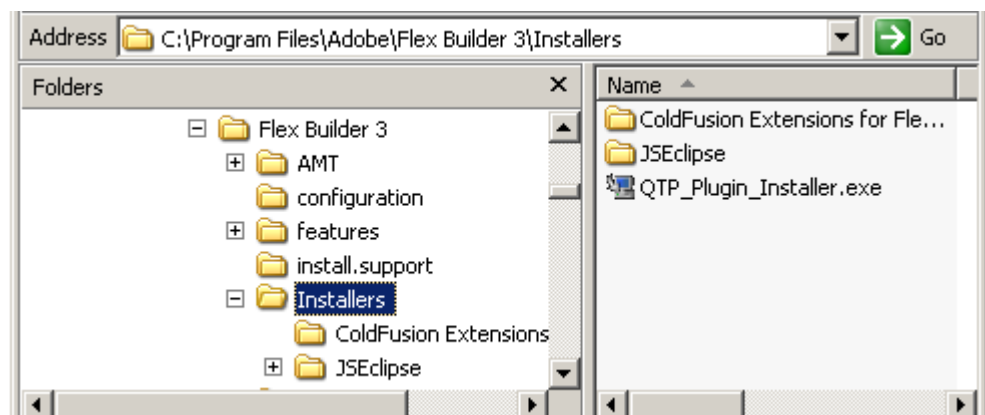 Address C:\Program Files\Adobe\Flex Builder 3\Installers Go
Folders
Flex Builder 3
AMT
configuration
features
install.support
Installers
ColdFusion Extensions
JSEclipse
Name
ColdFusion Extensions for Fle...
JSEclipse
QTP_Plugin_Installer.exe